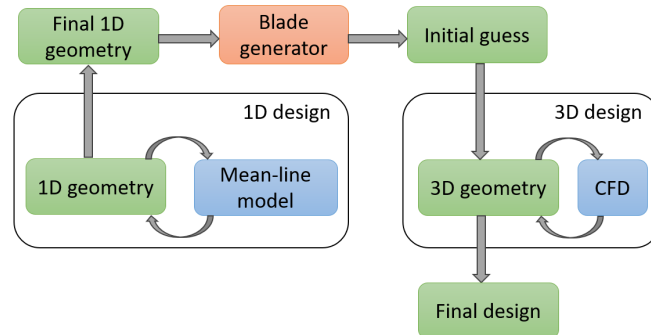 Final 1D
geometry
Blade
generator
Initial guess
1D design
1D geometry
Mean-line
model
3D design
3D geometry
CFD
Final design